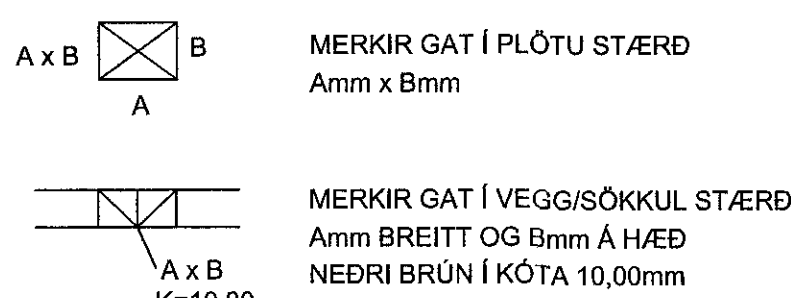 A x B
B
A
MERKIR GAT Í PLÖTU STÆRÐ
Amm x Bmm
MERKIR GAT Í VEGG/SÖKKUL STÆRÐ
Amm BREITT OG Bmm Á HÆÐ
NEÐRI BRÚN Í KÓTA 10,00mm
A x B